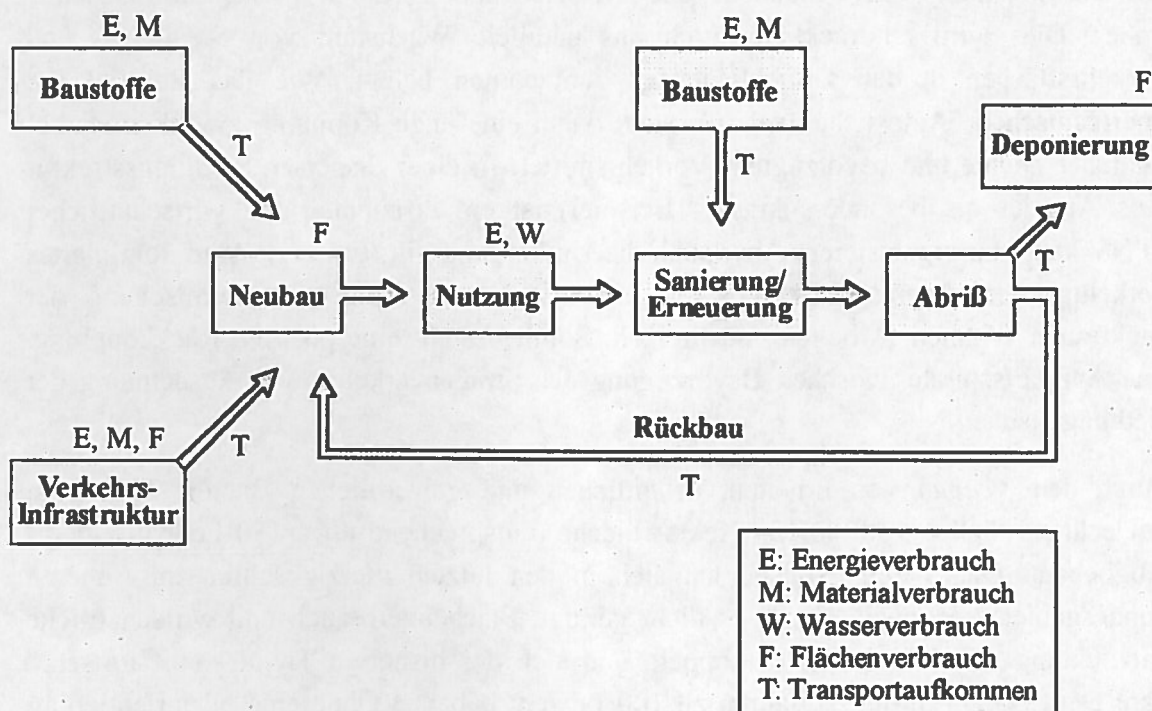 E, M
Baustoffe
T
E, M
Baustoffe
T
F
Deponierung
T
F
Neubau
E, W
Nutzung
Sanierung/
Erneuerung
Abriß
Rückbau
T
E, M, F
T
Verkehrs-
Infrastruktur
E: Energieverbrauch
M: Materialverbrauch
W: Wasserverbrauch
F: Flächenverbrauch
T: Transportaufkommen